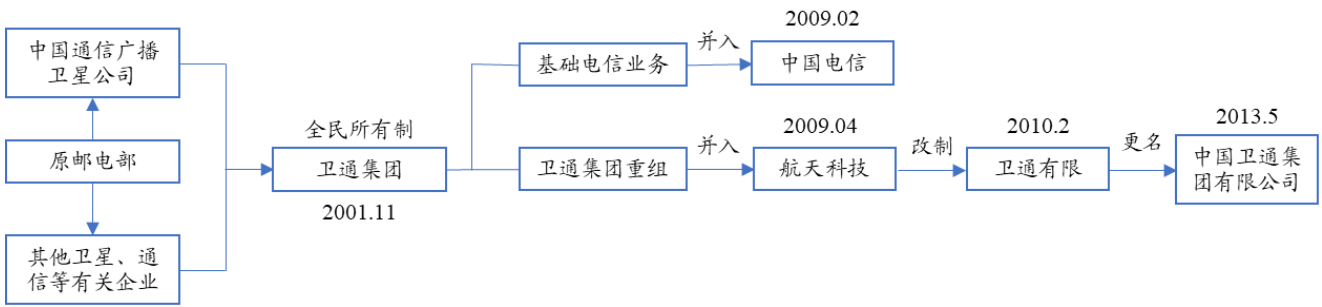 中国通信广播
卫星公司
原邮电部
其他卫星、通
信等有关企业
全民所有制
卫通集团
2001.11
基础电信业务
并入
2009.02
中国电信
卫通集团重组
并入
2009.04
航天科技
改制
2010.2
卫通有限
更名
2013.5
中国卫通集
团有限公司